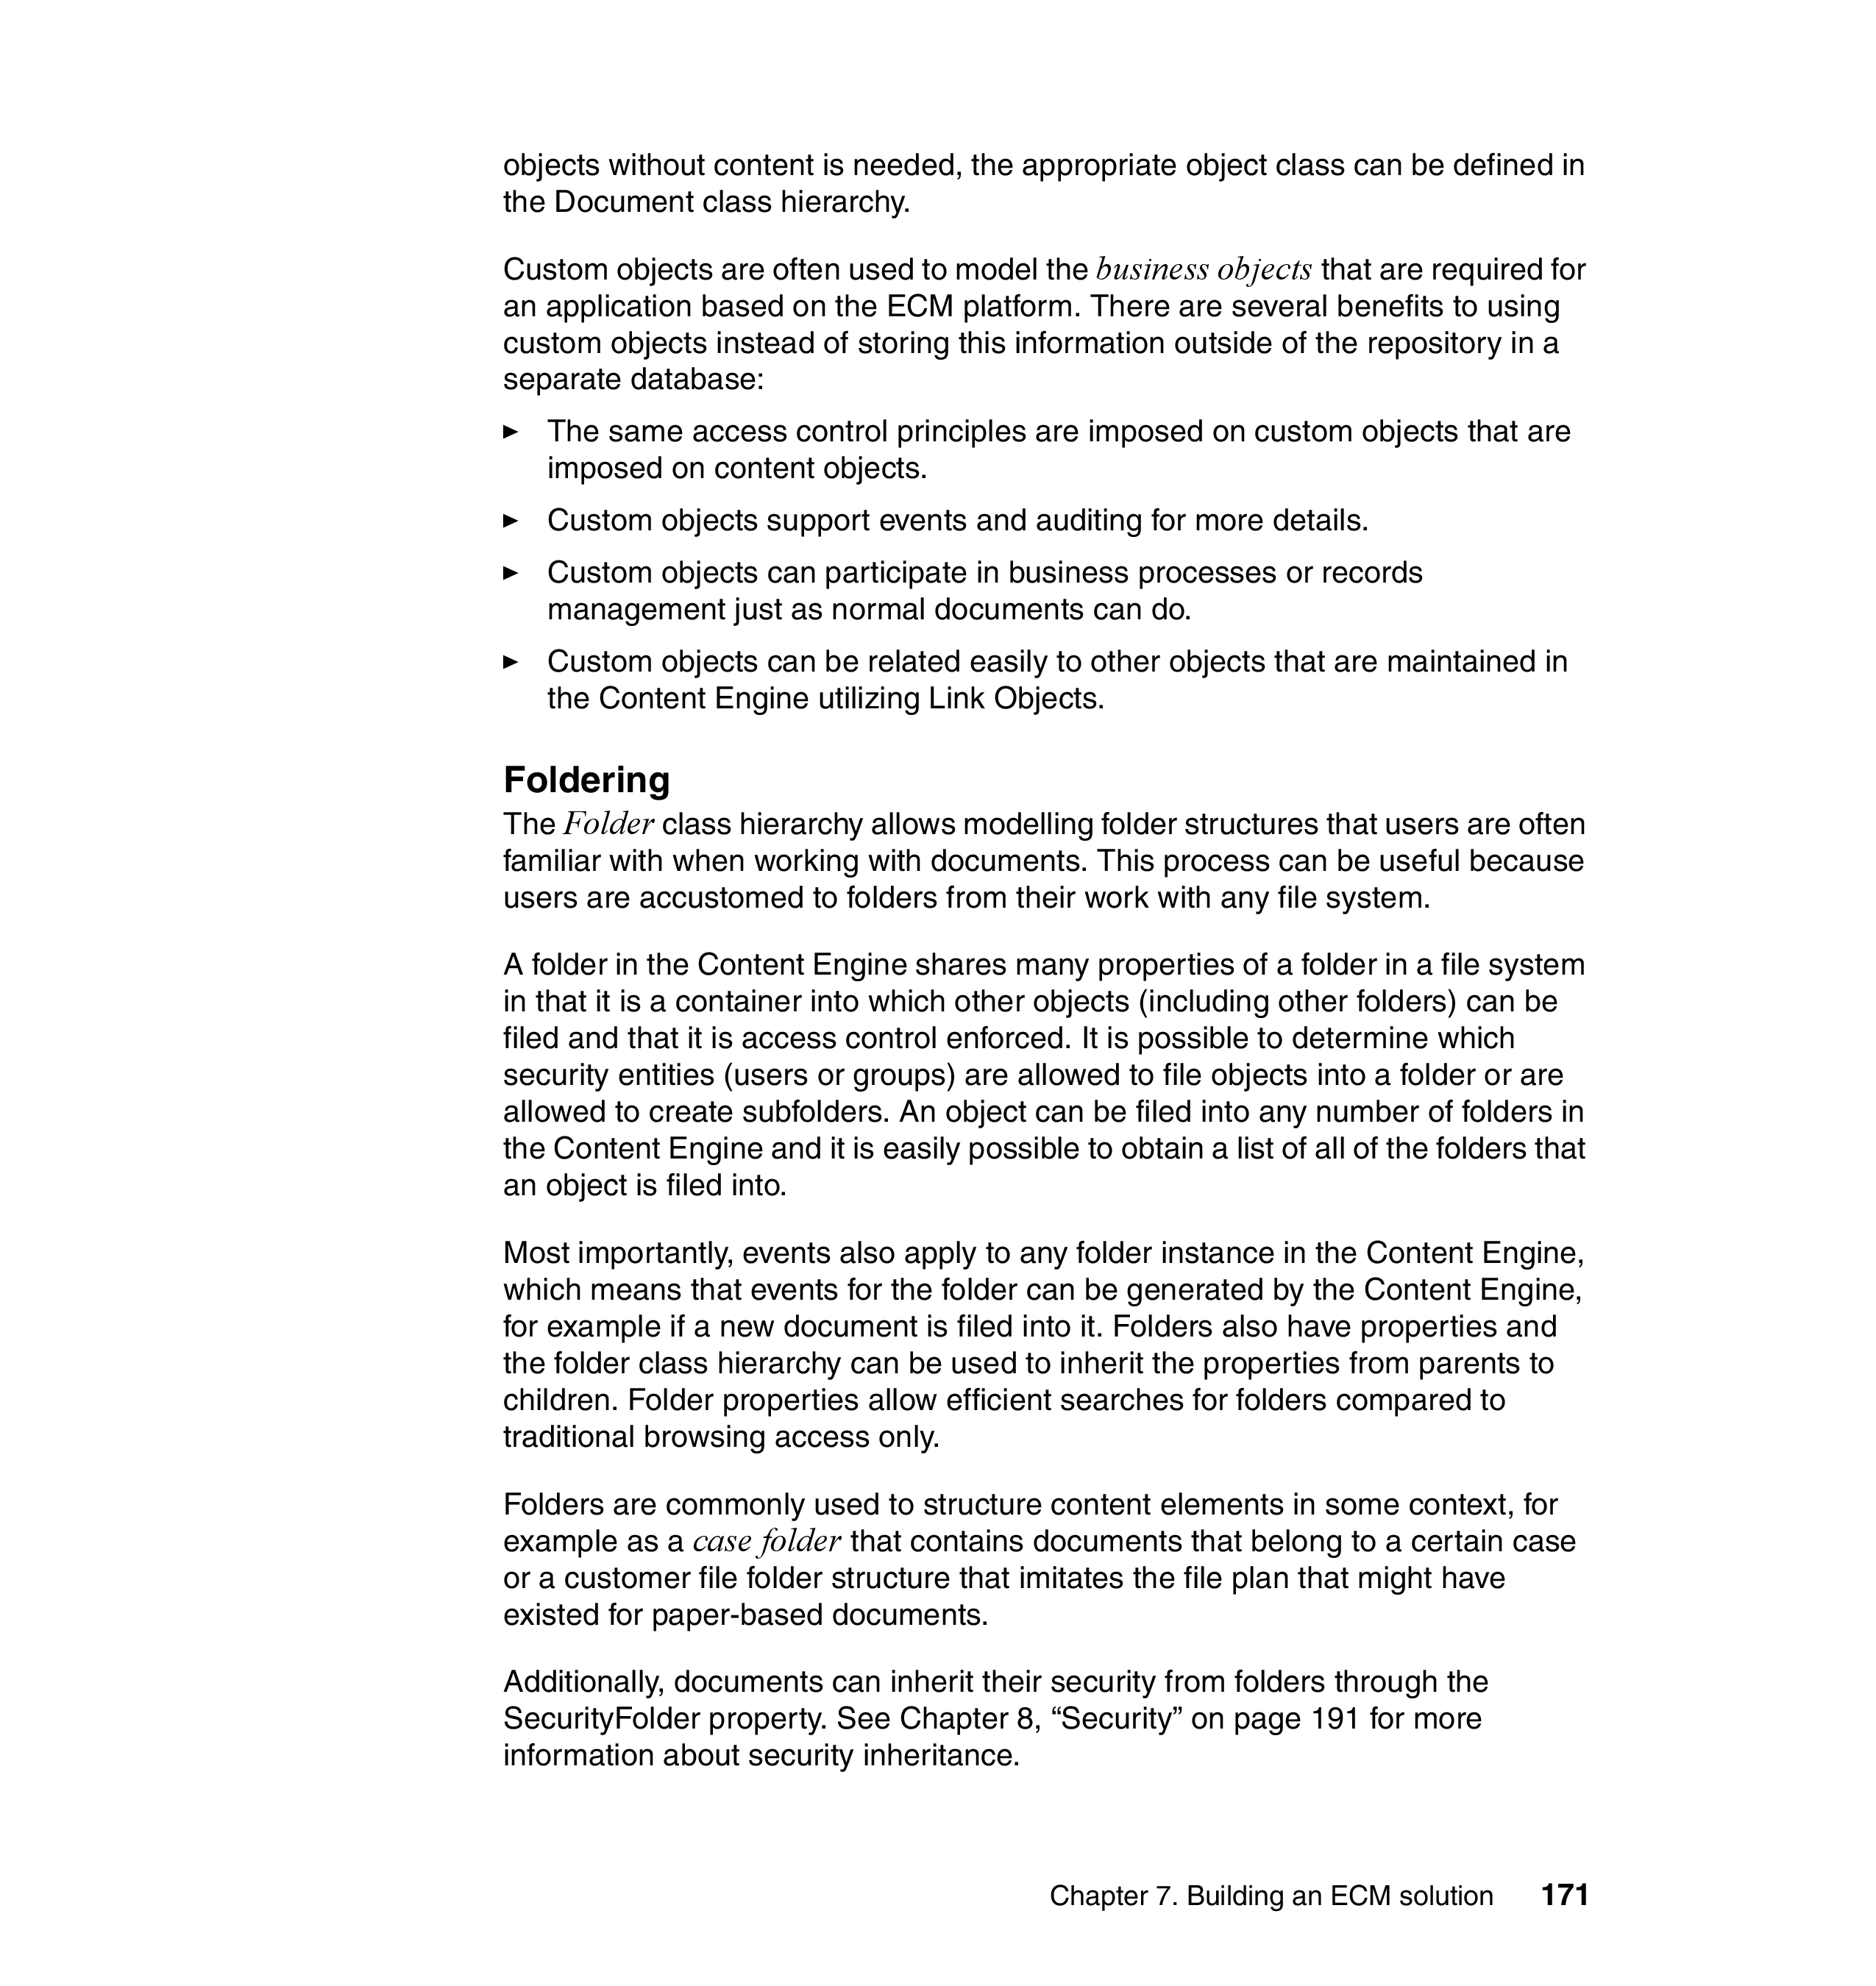 objects without content is needed, the appropriate object class can be defined in
the Document class hierarchy.
Custom objects are often used to model the business objects that are required for
an application based on the ECM platform. There are several benefits to using
custom objects instead of storing this information outside of the repository in a
separate database:
► The same access control principles are imposed on custom objects that are
imposed on content objects.
► Custom objects support events and auditing for more details.
► Custom objects can participate in business processes or records
management just as normal documents can do.
► Custom objects can be related easily to other objects that are maintained in
the Content Engine utilizing Link Objects.
Foldering
The Folder class hierarchy allows modelling folder structures that users are often
familiar with when working with documents. This process can be useful because
users are accustomed to folders from their work with any file system.
A folder in the Content Engine shares many properties of a folder in a file system
in that it is a container into which other objects (including other folders) can be
filed and that it is access control enforced. It is possible to determine which
security entities (users or groups) are allowed to file objects into a folder or are
allowed to create subfolders. An object can be filed into any number of folders in
the Content Engine and it is easily possible to obtain a list of all of the folders that
an object is filed into.
Most importantly, events also apply to any folder instance in the Content Engine,
which means that events for the folder can be generated by the Content Engine,
for example if a new document is filed into it. Folders also have properties and
the folder class hierarchy can be used to inherit the properties from parents to
children. Folder properties allow efficient searches for folders compared to
traditional browsing access only.
Folders are commonly used to structure content elements in some context, for
example as a case folder that contains documents that belong to a certain case
or a customer file folder structure that imitates the file plan that might have
existed for paper-based documents.
Additionally, documents can inherit their security from folders through the
SecurityFolder property. See Chapter 8, “Security” on page 191 for more
information about security inheritance.
Chapter 7. Building an ECM solution 171